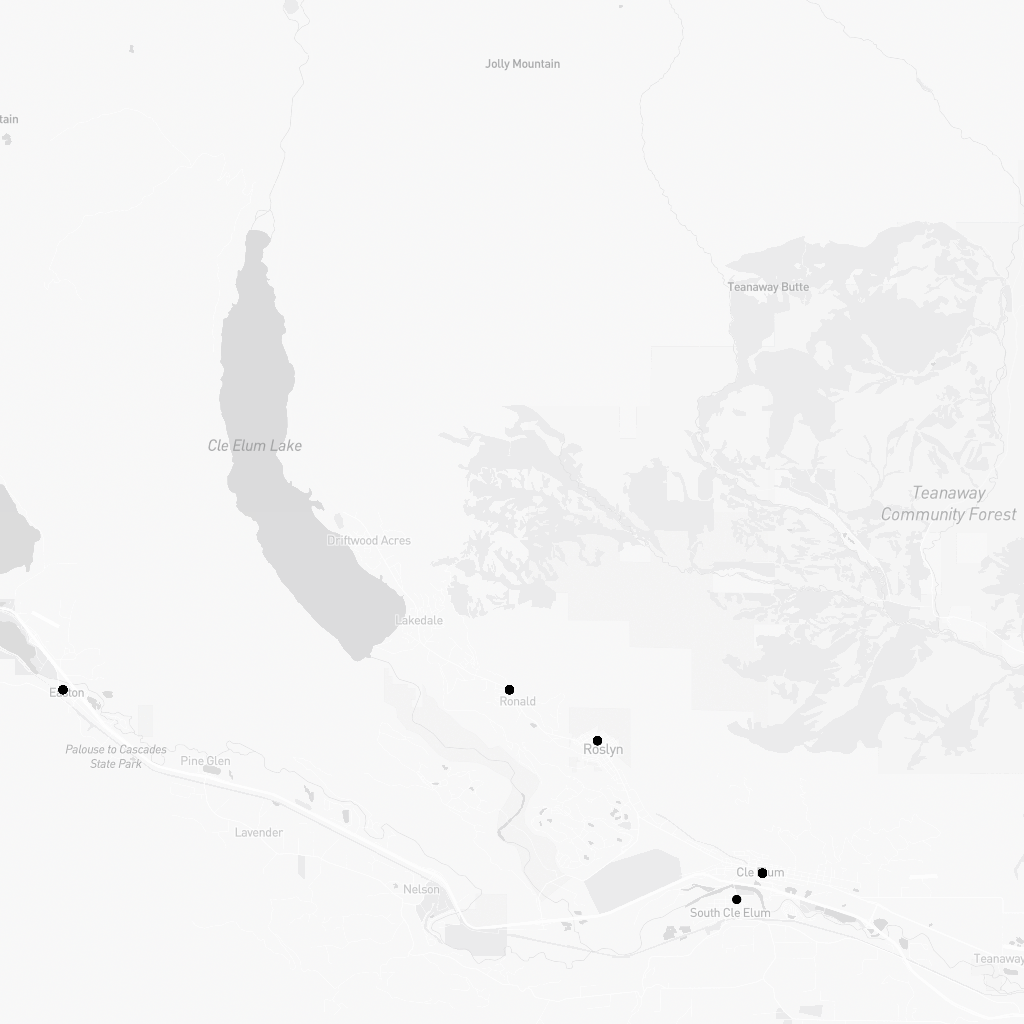 Jolly Mountain
tain
Teanaway Butte
Cle Elum Lake
Teanaway
Community Forest
Driftwood Acres
Lakedale
Easton
Ronald
Roslyn
Palouse to Cascades
State Park
Pine Glen
Lavender
Cle Elum
Nelson
South Cle Elum
Teanaway